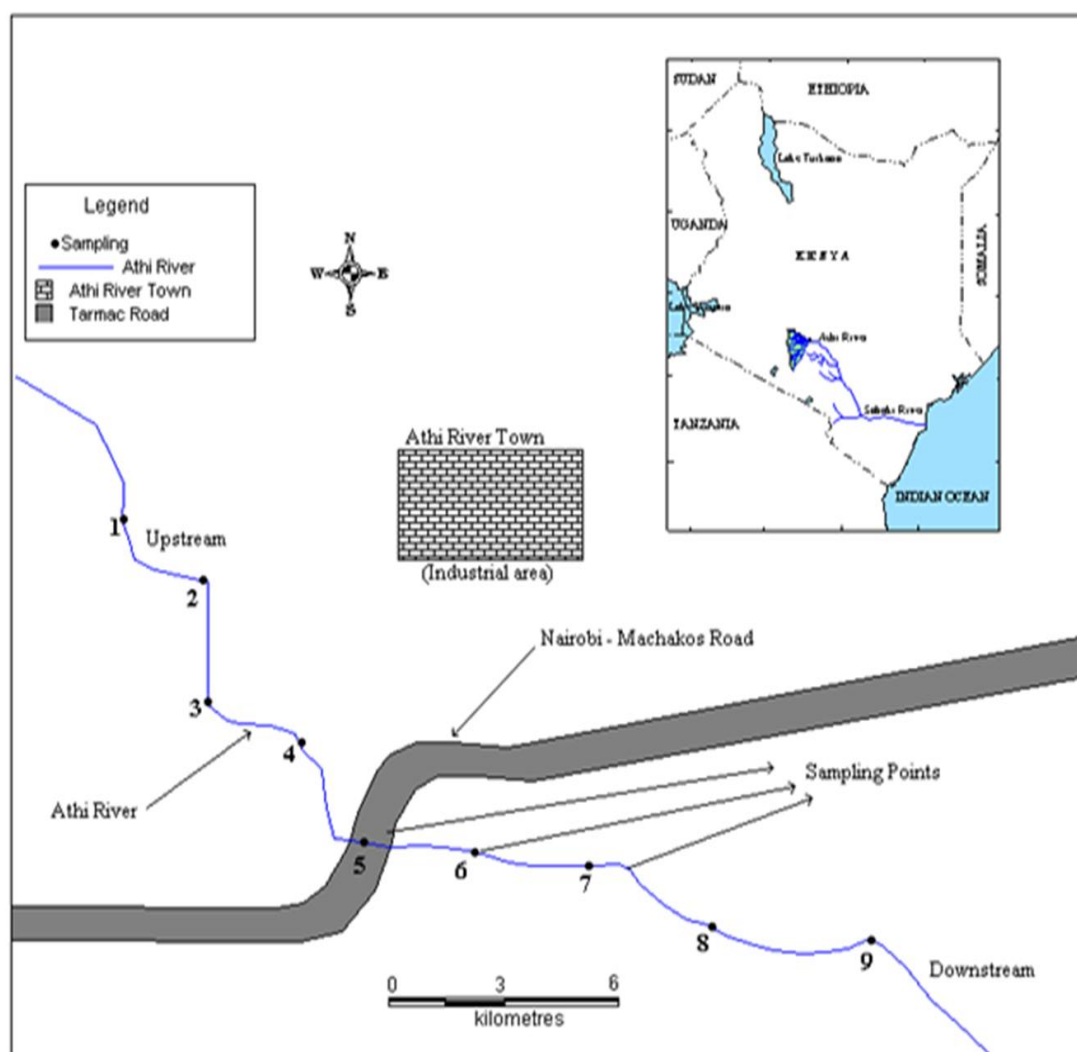 SUDAN
ETHIOPIA
Lake Turkana
UGANDA
KENYA
SOMALIA
Athi River
Sabaki River
TANZANIA
INDIAN OCEAN
Legend
Sampling
Athi River
Athi River Town
Tarmac Road
N
W E
S
Athi River Town
(Industrial area)
1
Upstream
2
Nairobi - Machakos Road
3
4
Athi River
Sampling Points
5
6
7
8
9
Downstream
0 3 6
kilometres